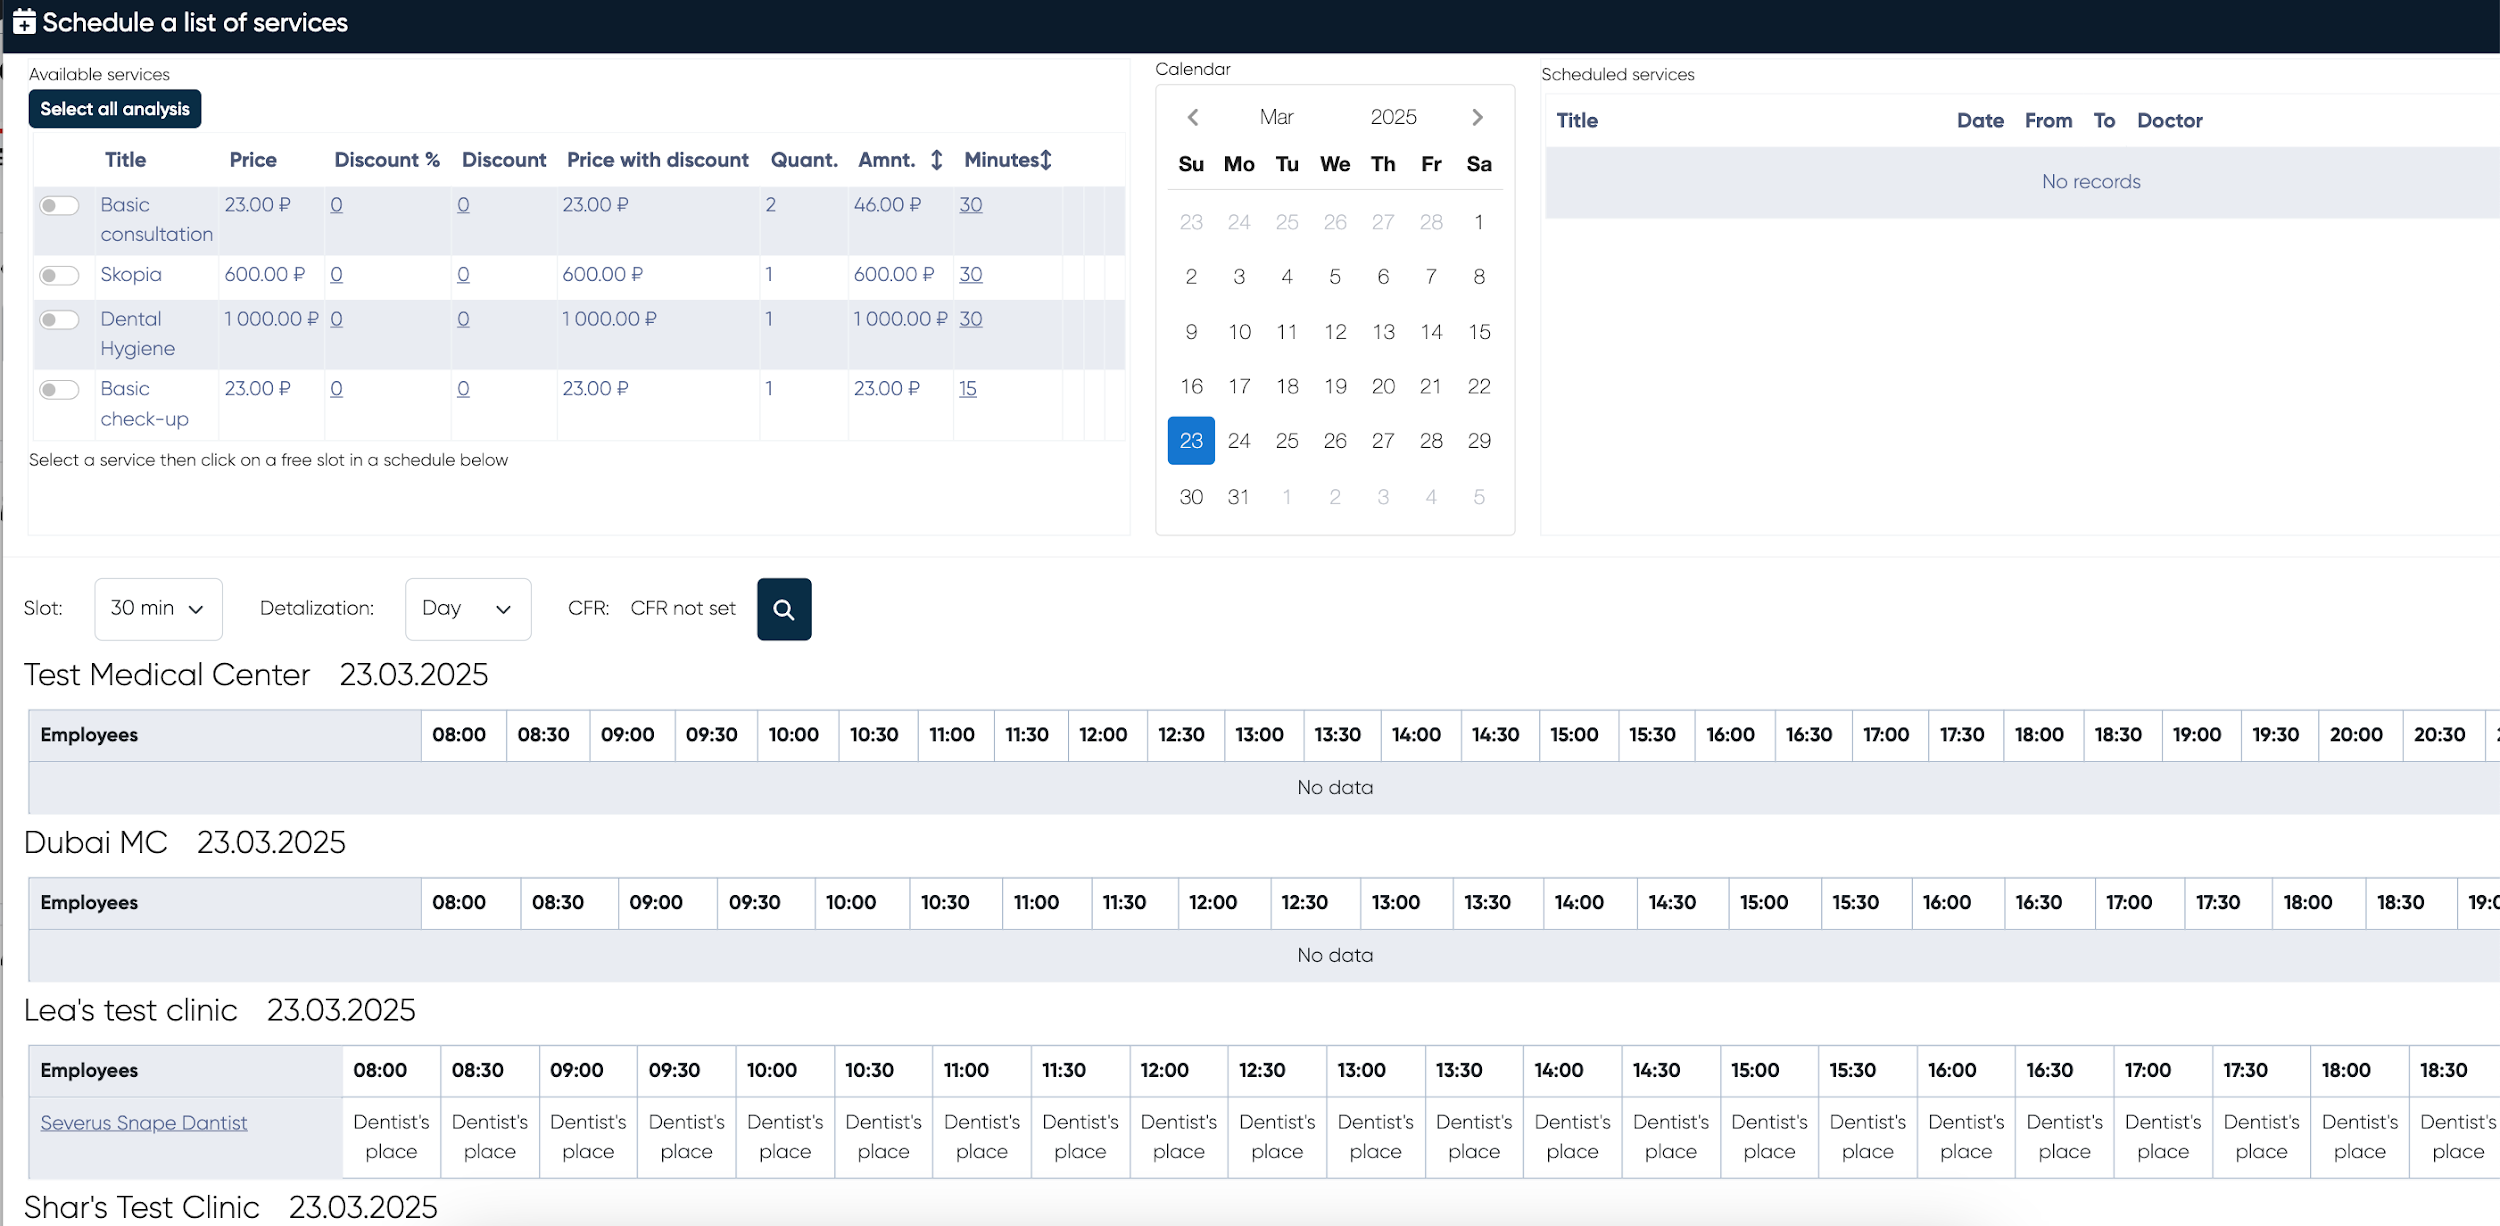 Schedule a list of services
Available services
Select all analysis
Title Price Discount % Discount Price with discount Quant. Amnt. Minutes
Basic consultation 23.00 ₽ 0 0 23.00 ₽ 2 46.00 ₽ 30
Skopia 600.00 ₽ 0 0 600.00 ₽ 1 600.00 ₽ 30
Dental Hygiene 1 000.00 ₽ 0 0 1 000.00 ₽ 1 1 000.00 ₽ 30
Basic check-up 23.00 ₽ 0 0 23.00 ₽ 1 23.00 ₽ 15
Select a service then click on a free slot in a schedule below
Calendar
Mar 2025
Su Mo Tu We Th Fr Sa
23 24 25 26 27 28 1
2 3 4 5 6 7 8
9 10 11 12 13 14 15
16 17 18 19 20 21 22
23 24 25 26 27 28 29
30 31 1 2 3 4 5
Scheduled services
Title Date From To Doctor
No records
Slot: 30 min Detalization: Day CFR: CFR not set
Test Medical Center 23.03.2025
Employees 08:00 08:30 09:00 09:30 10:00 10:30 11:00 11:30 12:00 12:30 13:00 13:30 14:00 14:30 15:00 15:30 16:00 16:30 17:00 17:30 18:00 18:30 19:00 19:30 20:00 20:30
No data
Dubai MC 23.03.2025
Employees 08:00 08:30 09:00 09:30 10:00 10:30 11:00 11:30 12:00 12:30 13:00 13:30 14:00 14:30 15:00 15:30 16:00 16:30 17:00 17:30 18:00 18:30
No data
Lea's test clinic 23.03.2025
Employees 08:00 08:30 09:00 09:30 10:00 10:30 11:00 11:30 12:00 12:30 13:00 13:30 14:00 14:30 15:00 15:30 16:00 16:30 17:00 17:30 18:00 18:30
Severus Snape Dantist Dentist's Dentist's Dentist's Dentist's Dentist's Dentist's Dentist's Dentist's Dentist's Dentist's Dentist's Dentist's Dentist's Dentist's Dentist's Dentist's Dentist's Dentist's Dentist's Dentist's Dentist's Dentist's
place place place place place place place place place place place place place place place place place place place place place place
Shar's Test Clinic 23.03.2025